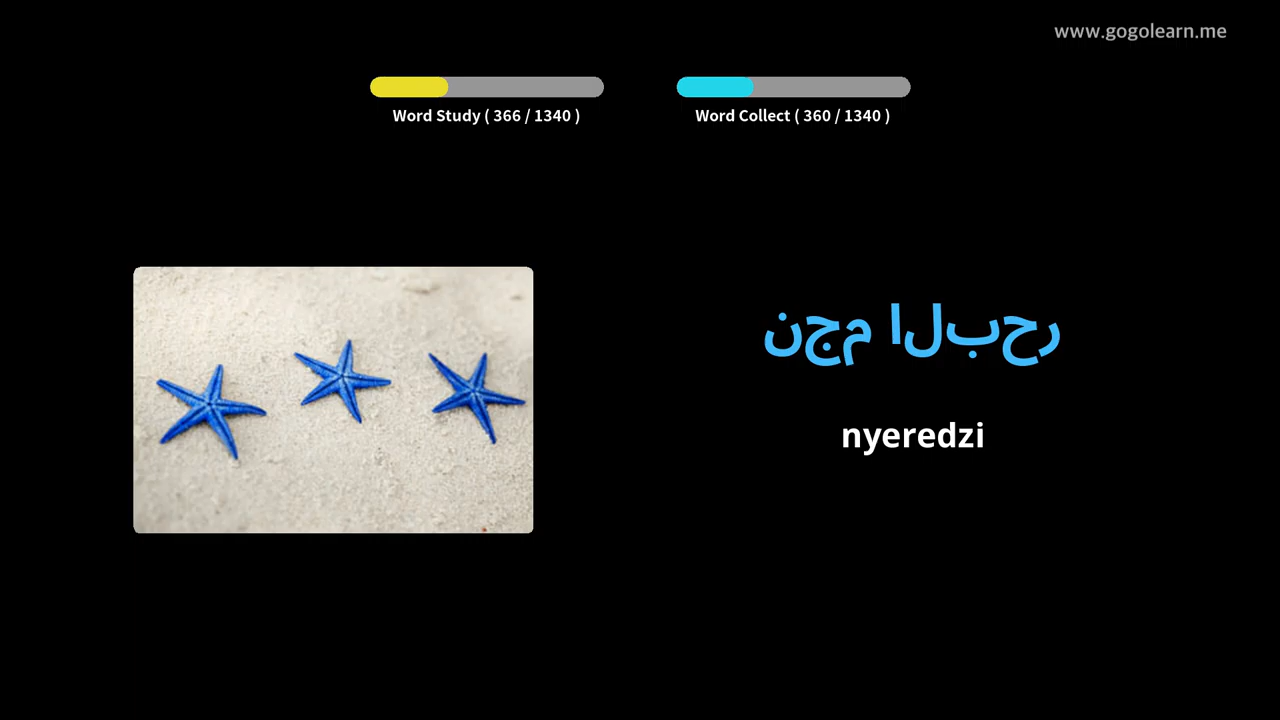 www.gogolearn.me
Word Study ( 366 / 1340 )
Word Collect ( 360 / 1340 )
نجم البحر
nyeredzi